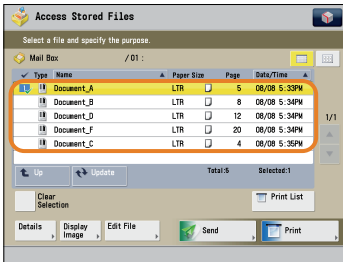 Access Stored Files
Select a file and specify the purpose.
Mail Box /01:
Type Name Paper Size Page Date/Time
1 Document_A LTR 5 08/08 5:33PM
Document_B LTR 8 08/08 5:34PM
Document_D LTR 12 08/08 5:34PM
Document_F LTR 20 08/08 5:34PM
Document_C LTR 4 08/08 5:35PM
1/1
Up Update Total:5 Selected:1
Clear Selection Print List
Details Display Image Edit File Send Print